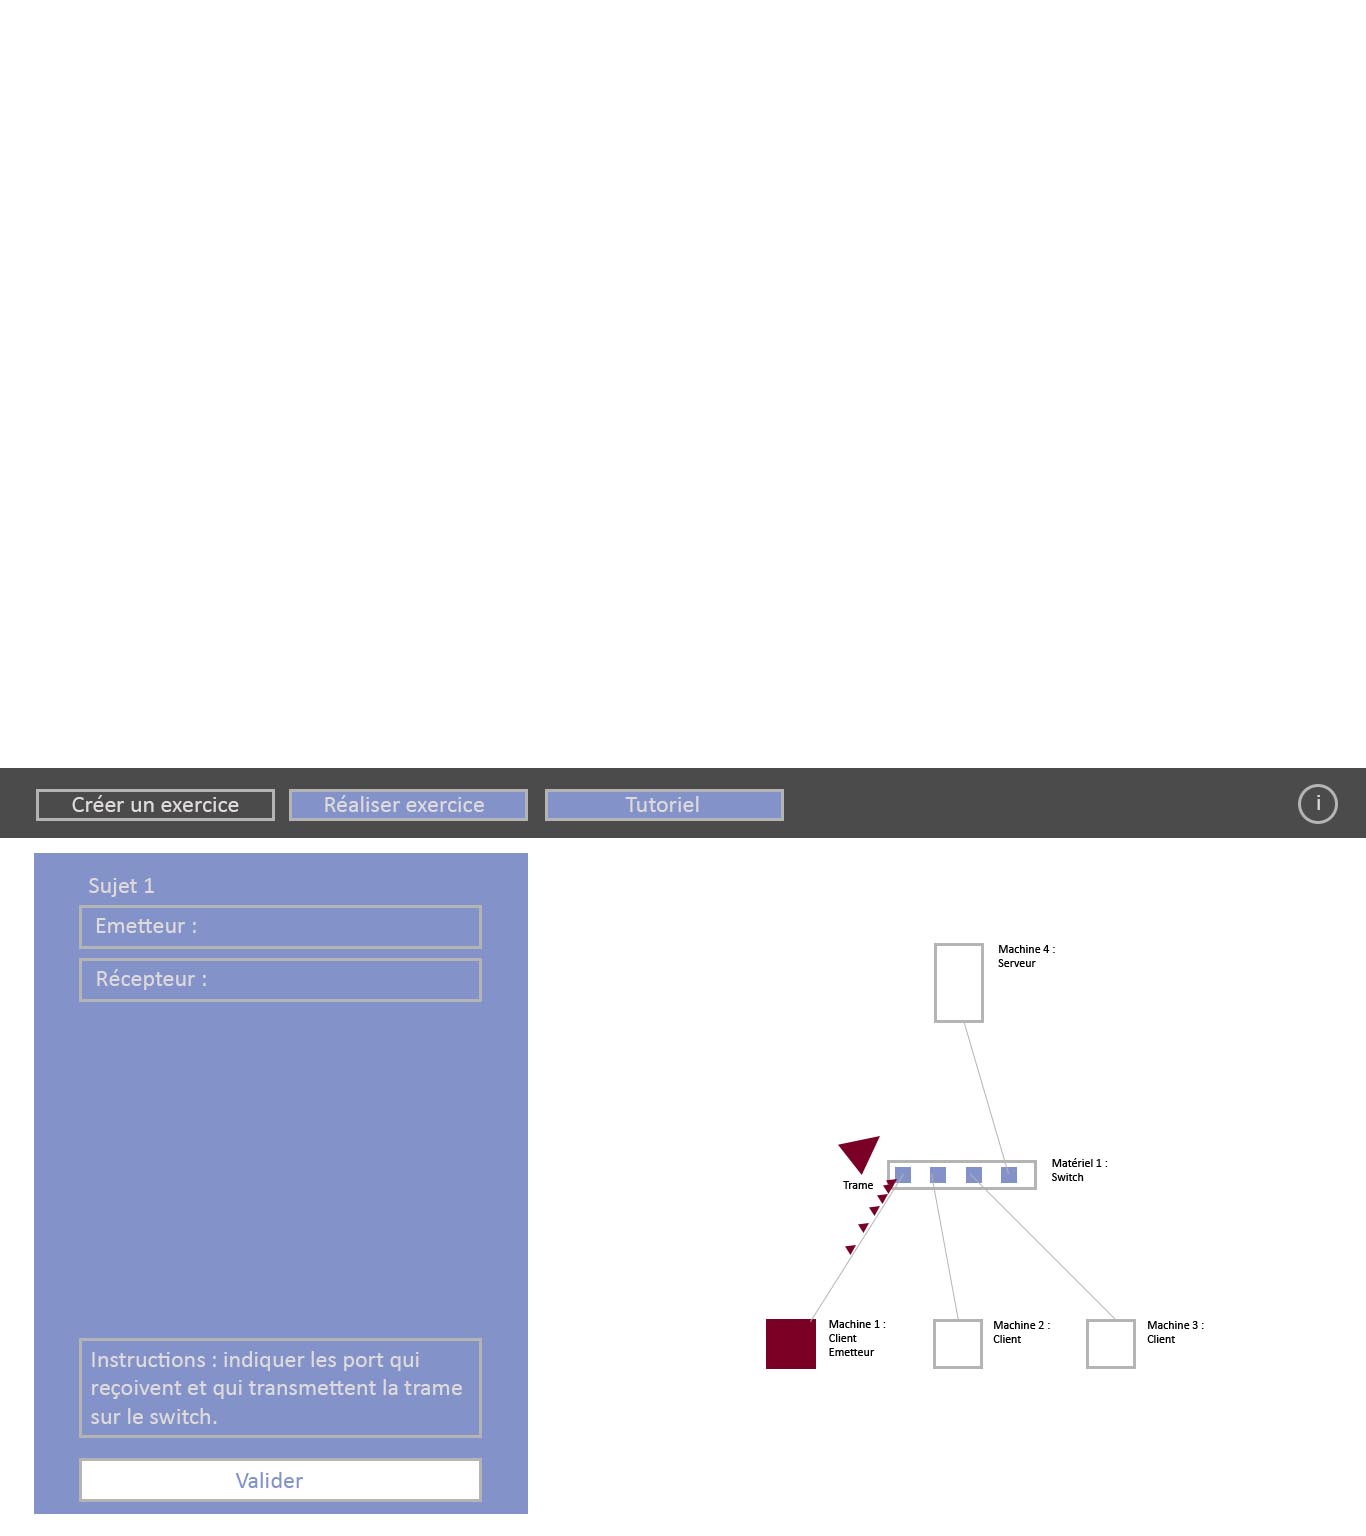 Créer un exercice
Réaliser exercice
Tutoriel
i
Sujet 1
Emetteur :
Récepteur :
Instructions : indiquer les port qui
reçoivent et qui transmettent la trame
sur le switch.
Valider
Machine 4 :
Serveur
Matériel 1 :
Switch
Trame
Machine 1 :
Client
Emetteur
Machine 2 :
Client
Machine 3 :
Client